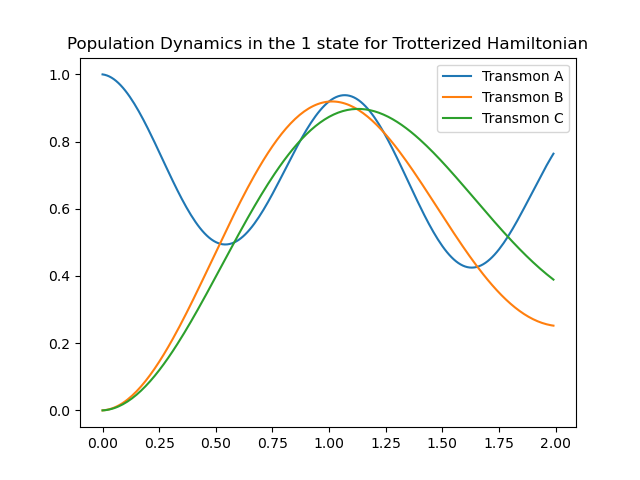 Population Dynamics in the 1 state for Trotterized Hamiltonian
Transmon A
Transmon B
Transmon C
1.0
0.8
0.6
0.4
0.2
0.0
0.00 0.25 0.50 0.75 1.00 1.25 1.50 1.75 2.00